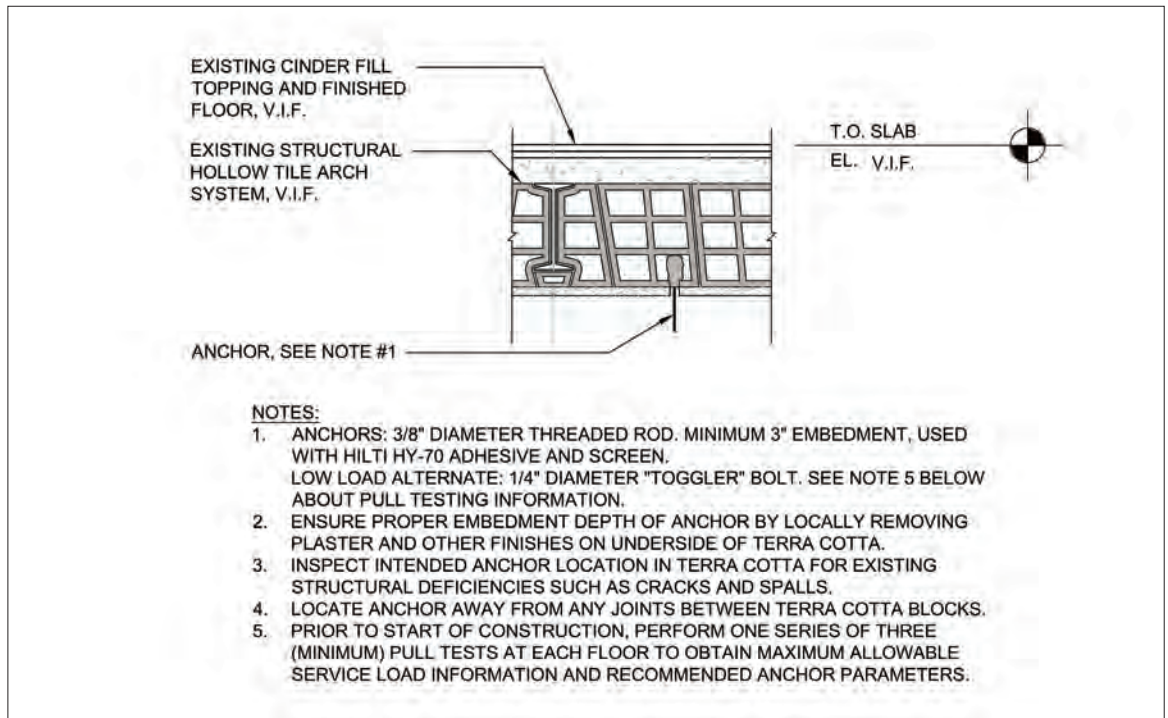 EXISTING CINDER FILL
TOPPING AND FINISHED
FLOOR, V.I.F.
T.O. SLAB
EL. V.I.F.
EXISTING STRUCTURAL
HOLLOW TILE ARCH
SYSTEM, V.I.F.
ANCHOR, SEE NOTE #1
NOTES:
1. ANCHORS: 3/8" DIAMETER THREADED ROD. MINIMUM 3" EMBEDMENT, USED
WITH HILTI HY-70 ADHESIVE AND SCREEN.
LOW LOAD ALTERNATE: 1/4" DIAMETER "TOGGLER" BOLT. SEE NOTE 5 BELOW
ABOUT PULL TESTING INFORMATION.
2. ENSURE PROPER EMBEDMENT DEPTH OF ANCHOR BY LOCALLY REMOVING
PLASTER AND OTHER FINISHES ON UNDERSIDE OF TERRA COTTA.
3. INSPECT INTENDED ANCHOR LOCATION IN TERRA COTTA FOR EXISTING
STRUCTURAL DEFICIENCIES SUCH AS CRACKS AND SPALLS.
4. LOCATE ANCHOR AWAY FROM ANY JOINTS BETWEEN TERRA COTTA BLOCKS.
5. PRIOR TO START OF CONSTRUCTION, PERFORM ONE SERIES OF THREE
(MINIMUM) PULL TESTS AT EACH FLOOR TO OBTAIN MAXIMUM ALLOWABLE
SERVICE LOAD INFORMATION AND RECOMMENDED ANCHOR PARAMETERS.